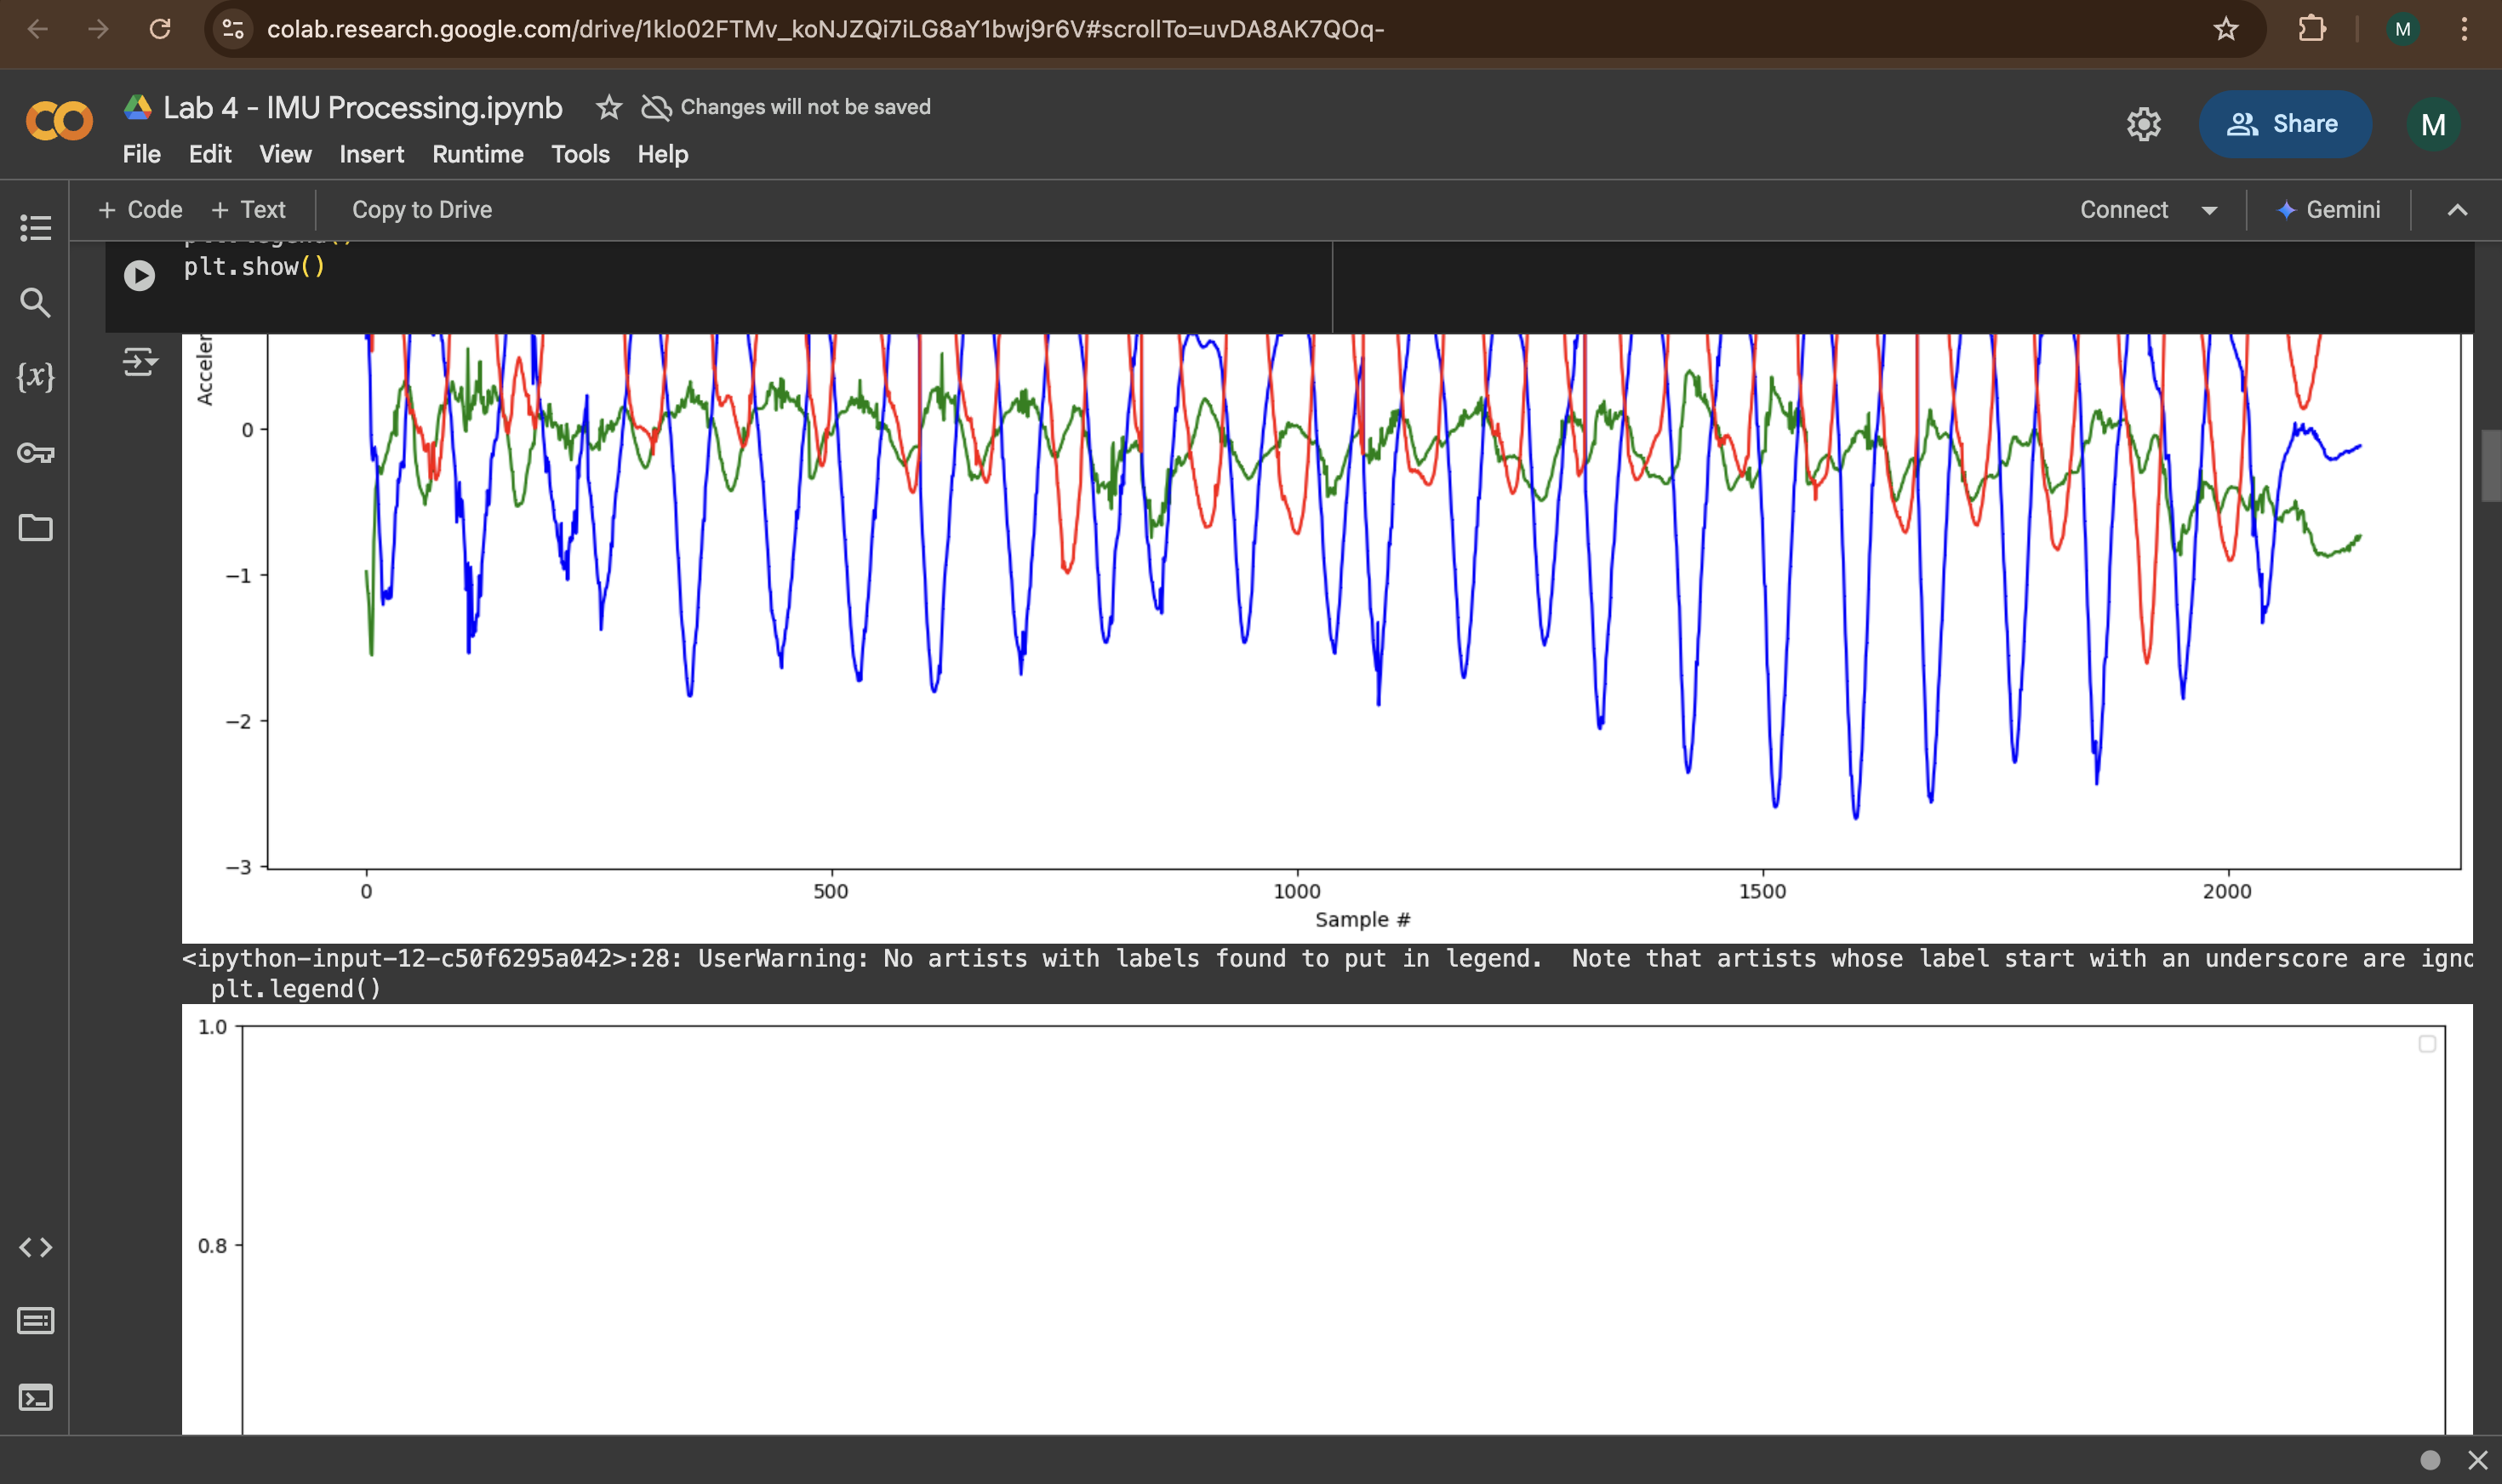 colab.research.google.com/drive/1klo02FTMv_koNJZQi7iLG8aY1bwj9r6V#scrollTo=uvDA8AK7QOq-
M
Lab 4 - IMU Processing.ipynb
Changes will not be saved
File Edit View Insert Runtime Tools Help
Share
M
+ Code + Text Copy to Drive
Connect
Gemini
plt.legend()
plt.show()
{x}
Acceler
0
−1
−2
−3
0 500 1000 1500 2000
Sample #
<ipython-input-12-c50f6295a042>:28: UserWarning: No artists with labels found to put in legend.  Note that artists whose label start with an underscore are igno
plt.legend()
1.0
0.8